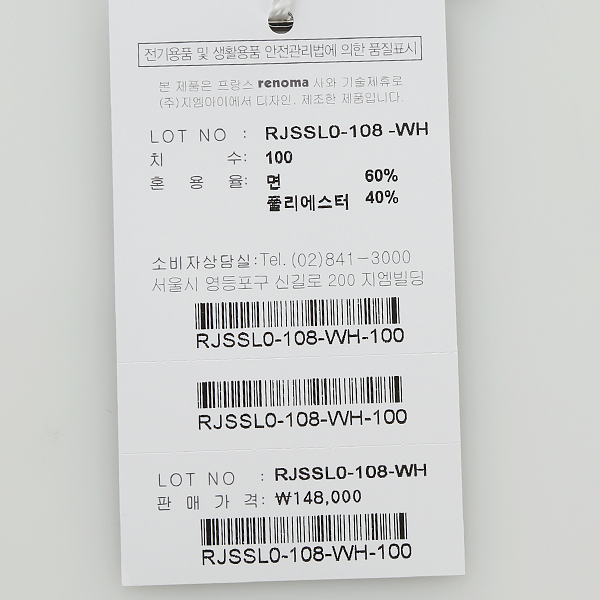 전기용품 및 생활용품 안전관리법에 의한 품질표시
본 제품은 프랑스 renoma 사와 기술제휴로
(주)지엠아이에서 디자인, 제조한 제품입니다.
LOT NO : RJSSL0-108 -WH
치 수: 100
혼 용 율: 면 60%
폴리에스터 40%
소비자상담실:Tel. (02)841-3000
서울시 영등포구 신길로 200 지엠빌딩
RJSSL0-108-WH-100
RJSSL0-108-WH-100
LOT NO : RJSSL0-108-WH
판 매 가 격: ₩148,000
RJSSL0-108-WH-100